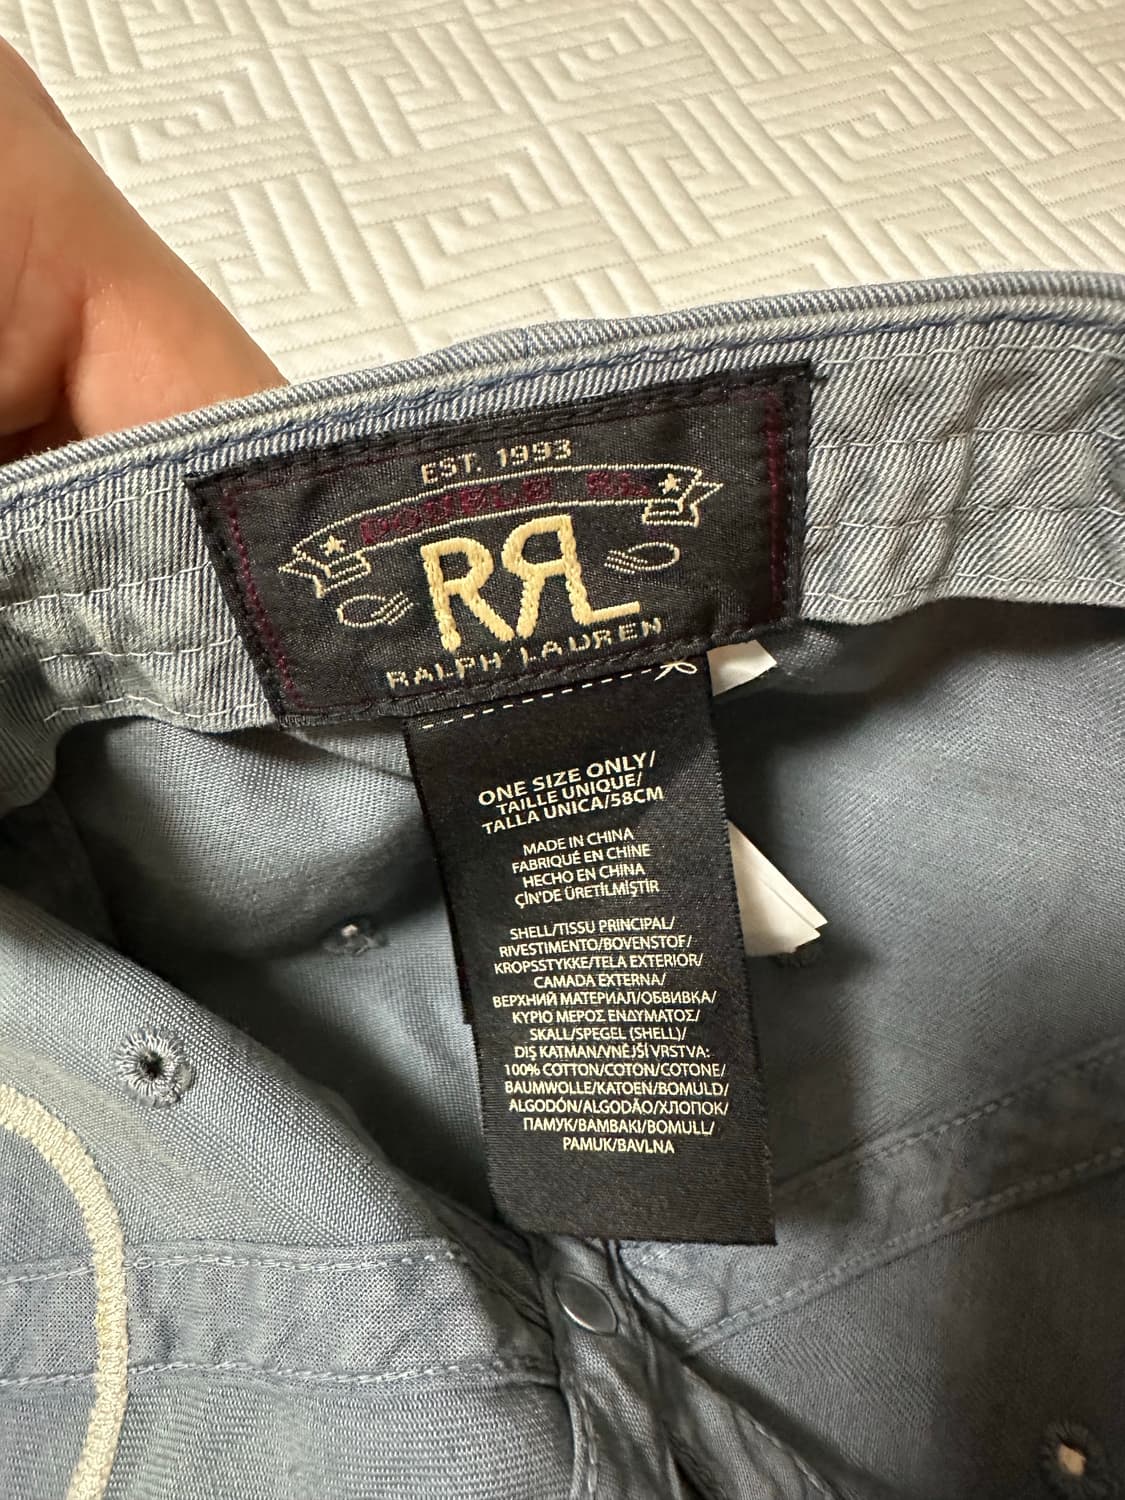 EST. 1993
DOUBLE RL
RRL
RALPH LAUREN
ONE SIZE ONLY/
TAILLE UNIQUE/
TALLA UNICA/58CM
MADE IN CHINA
FABRIQUÉ EN CHINE
HECHO EN CHINA
ÇİN'DE ÜRETİLMİŞTİR
SHELL/TISSU PRINCIPAL/
RIVESTIMENTO/BOVENSTOF/
KROPSSTYKKE/TELA EXTERIOR/
CAMADA EXTERNA/
ВЕРХНИЙ МАТЕРИАЛ/ОБВИВКА/
ΚΥΡΙΟ ΜΕΡΟΣ ΕΝΔΥΜΑΤΟΣ/
SKALL/SPEGEL (SHELL)/
DIŞ KATMAN/VNĚJŠÍ VRSTVA:
100% COTTON/COTON/COTONE/
BAUMWOLLE/KATOEN/BOMULD/
ALGODÓN/ALGODÃO/ХЛОПОК/
ПАМУК/ΒΑΜΒΑΚΙ/BOMULL/
PAMUK/BAVLNA